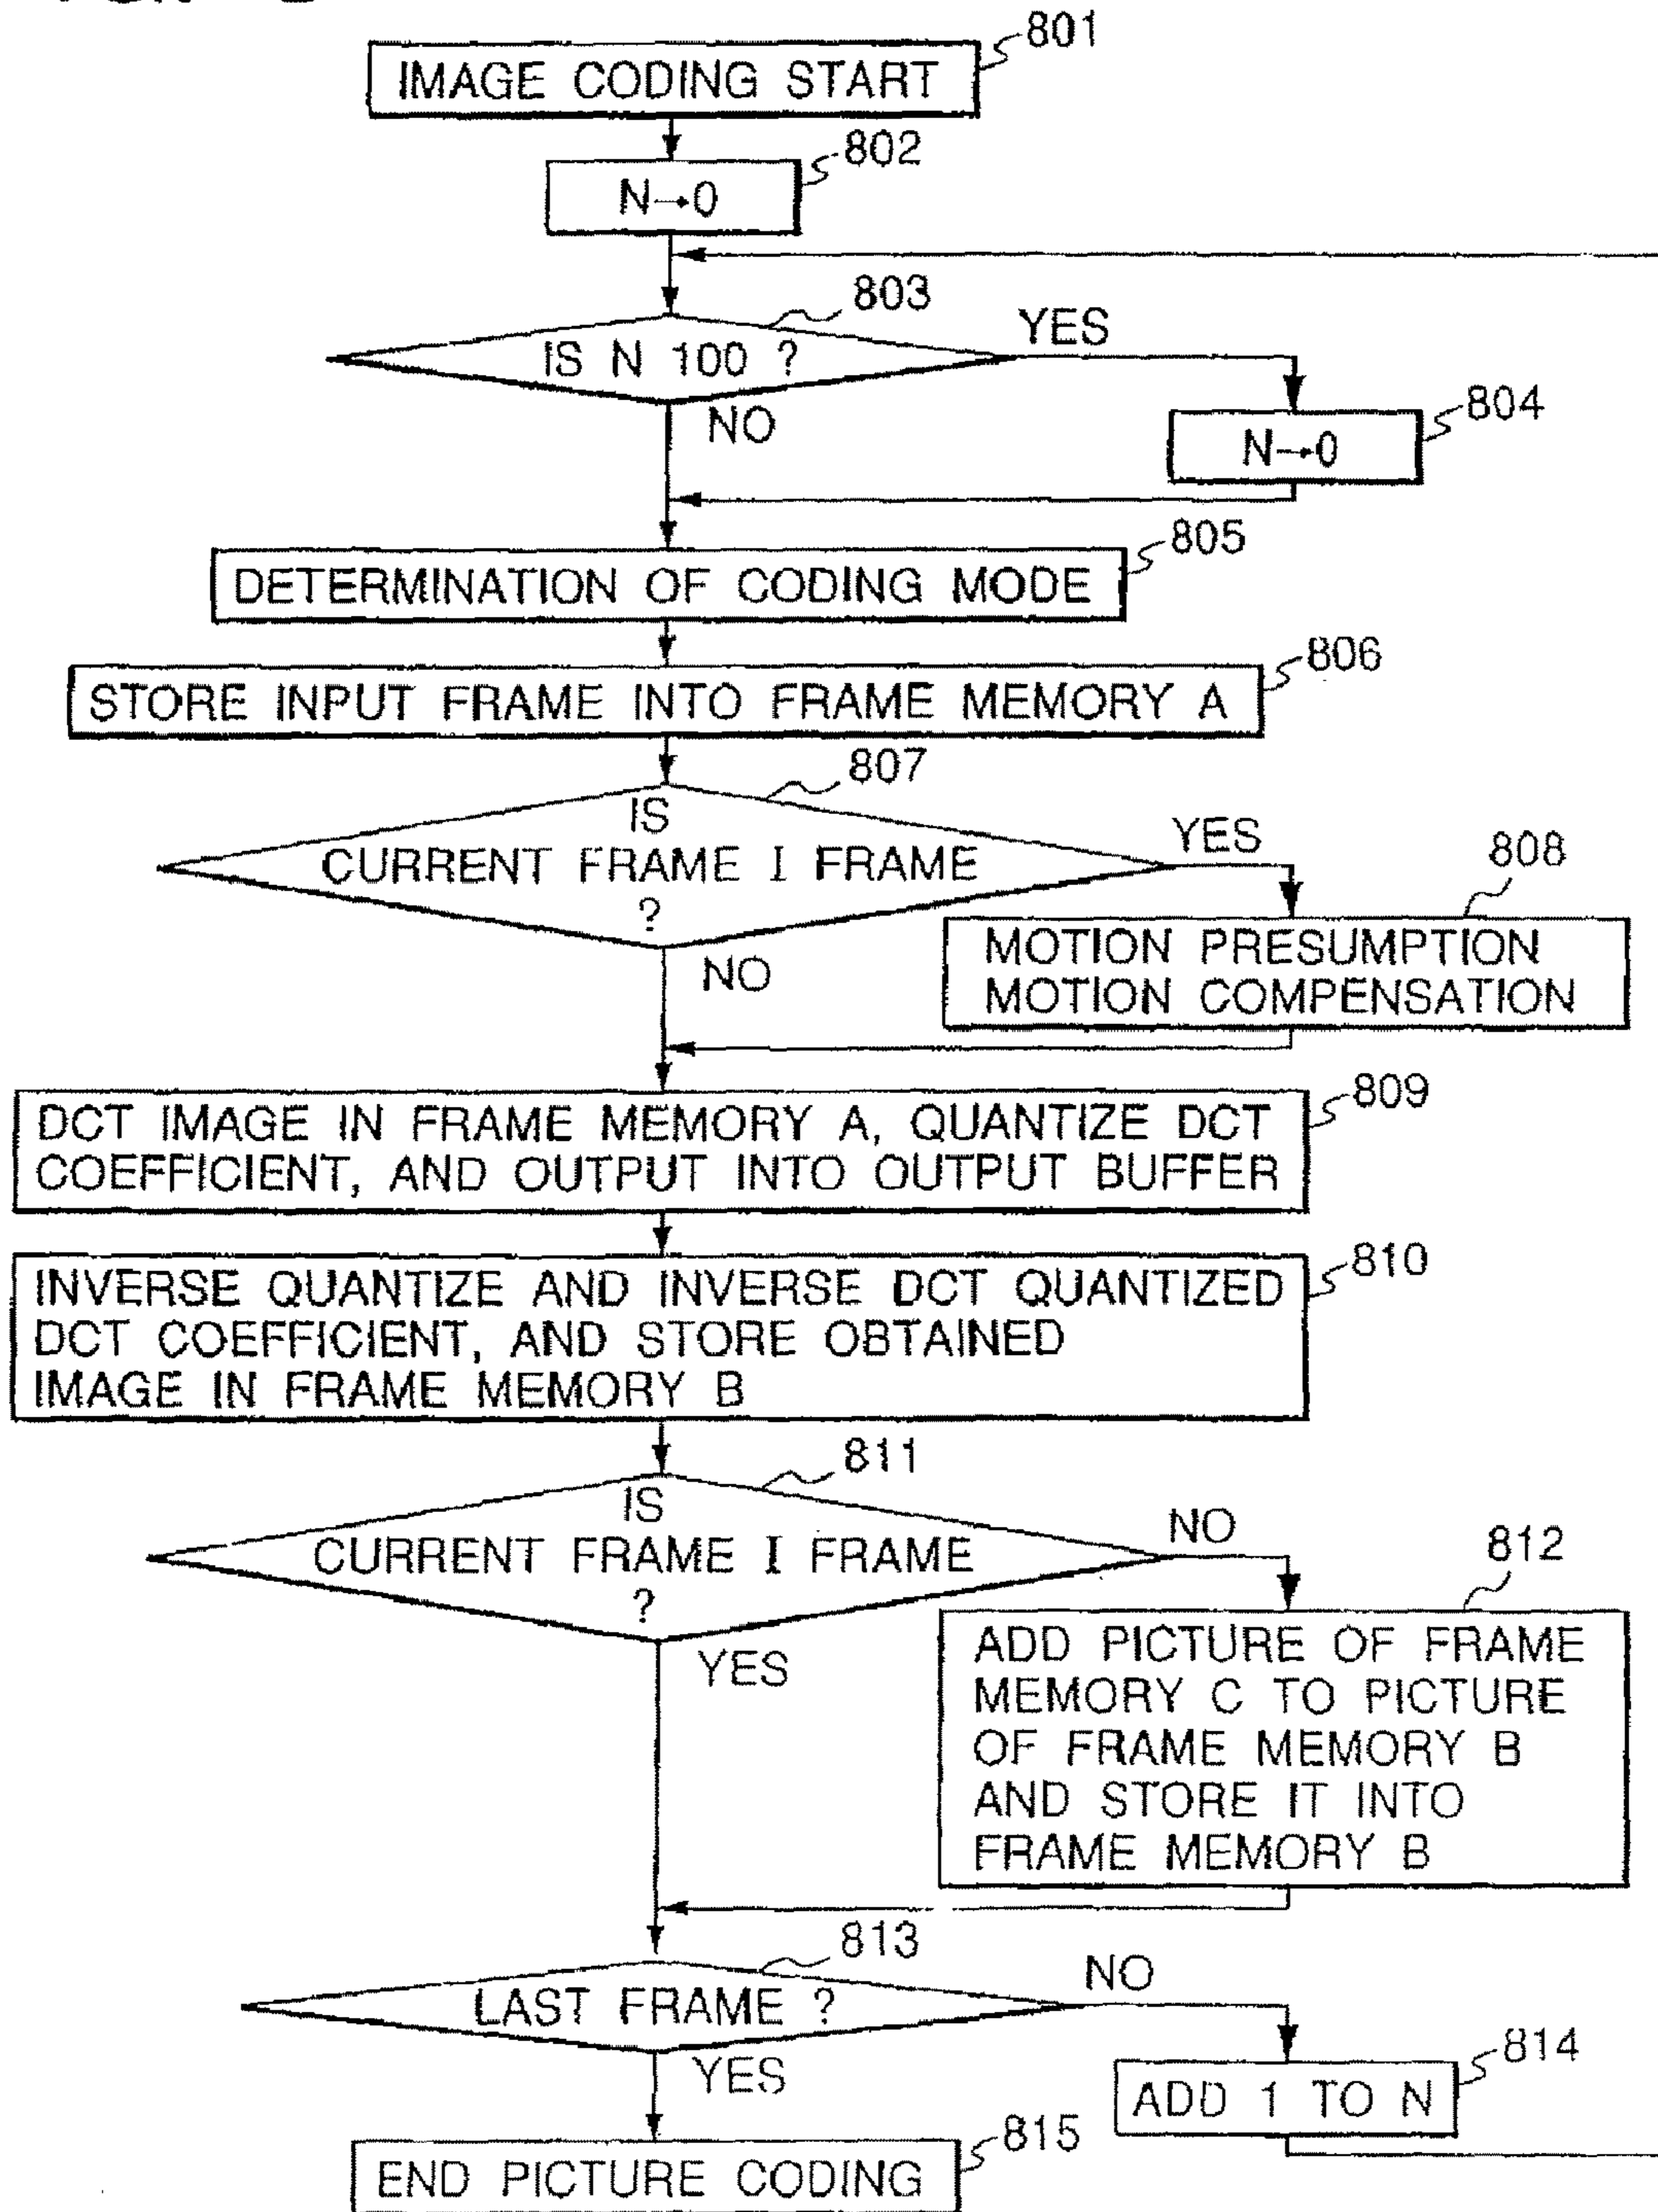 801
IMAGE CODING START
802
N→0
803
IS N 100 ?
YES
NO
804
N→0
805
DETERMINATION OF CODING MODE
806
STORE INPUT FRAME INTO FRAME MEMORY A
807
IS
CURRENT FRAME I FRAME
?
YES
NO
808
MOTION PRESUMPTION
MOTION COMPENSATION
809
DCT IMAGE IN FRAME MEMORY A, QUANTIZE DCT
COEFFICIENT, AND OUTPUT INTO OUTPUT BUFFER
810
INVERSE QUANTIZE AND INVERSE DCT QUANTIZED
DCT COEFFICIENT, AND STORE OBTAINED
IMAGE IN FRAME MEMORY B
811
IS
CURRENT FRAME I FRAME
?
NO
YES
812
ADD PICTURE OF FRAME
MEMORY C TO PICTURE
OF FRAME MEMORY B
AND STORE IT INTO
FRAME MEMORY B
813
LAST FRAME ?
NO
YES
814
ADD 1 TO N
815
END PICTURE CODING